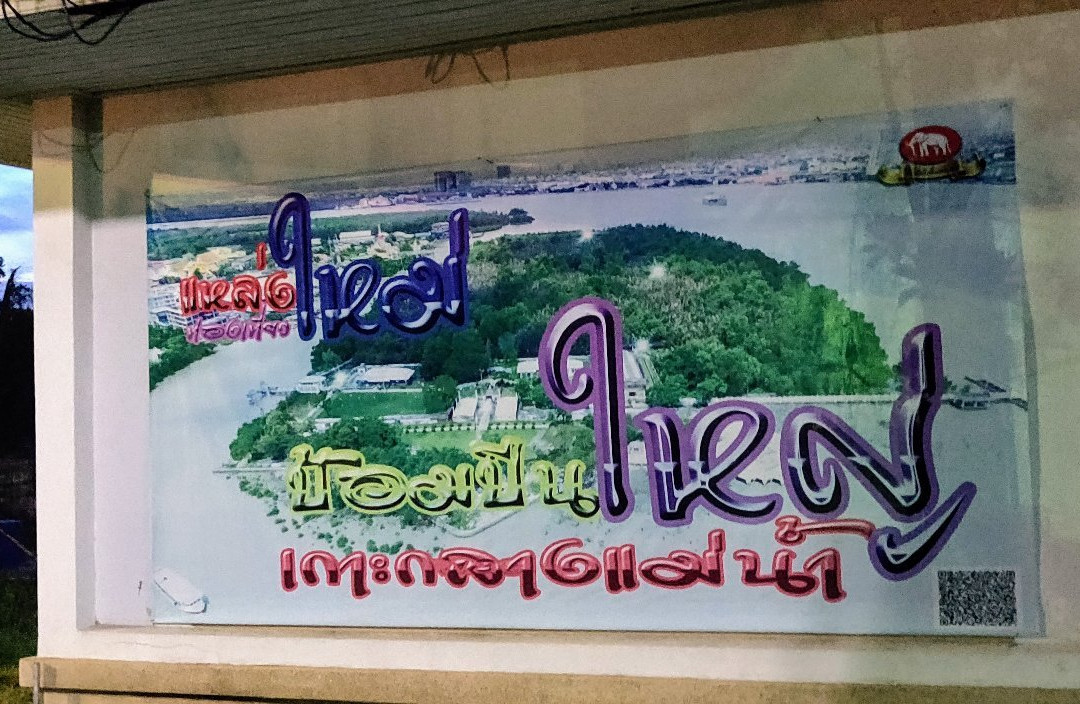 แหล่ง
ท่องเที่ยว
ใหม่
ป้อมปืนใหญ่
เกาะกลางแม่น้ำ